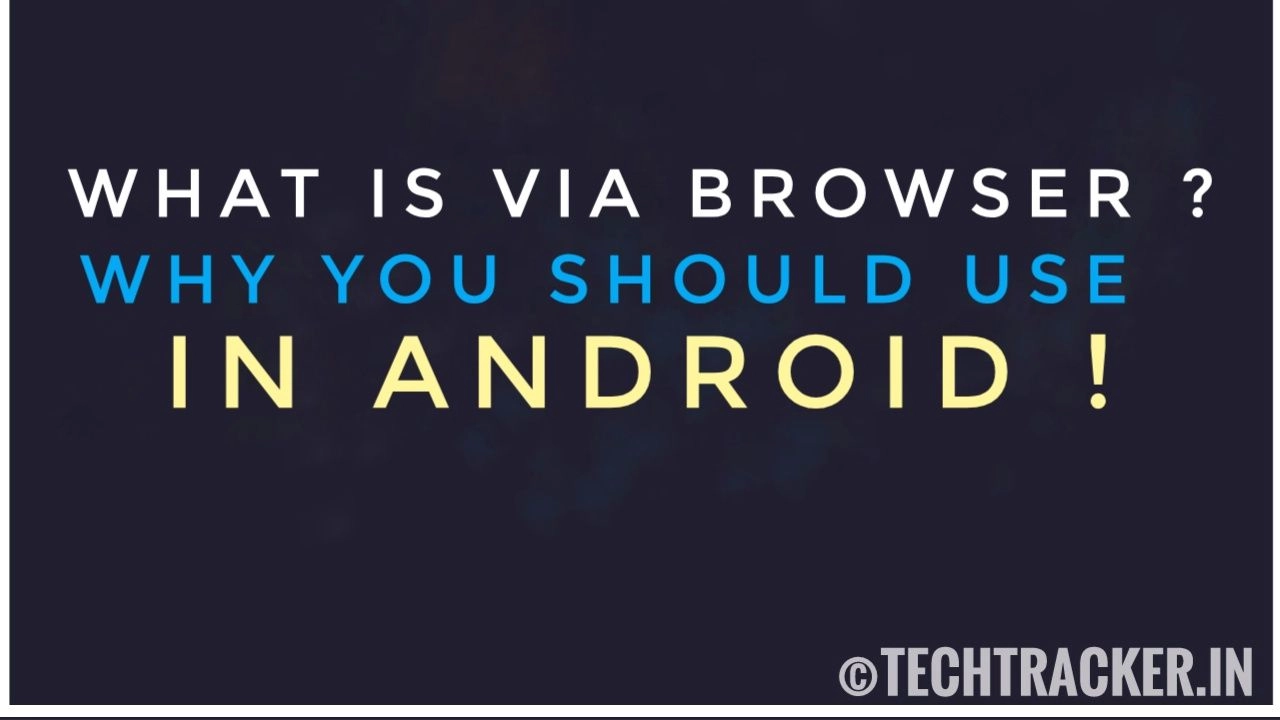 WHAT IS VIA BROWSER ?
WHY YOU SHOULD USE
IN ANDROID !
©TECHTRACKER.IN